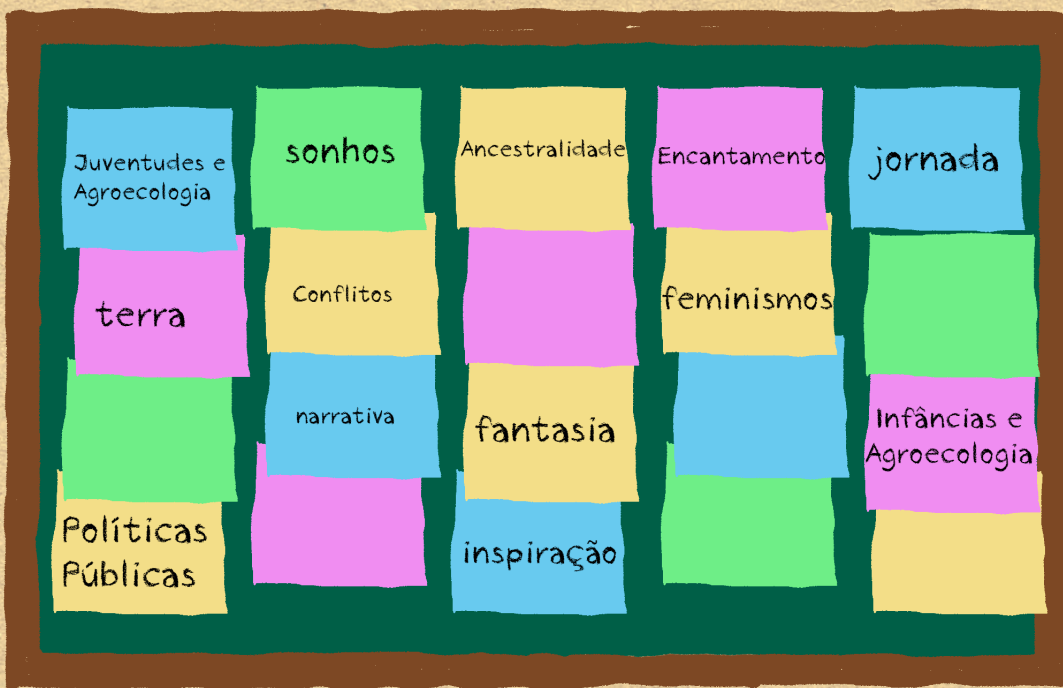 Juventudes e
Agroecologia
sonhos
Ancestralidade
Encantamento
jornada
terra
Conflitos
feminismos
narrativa
fantasia
Infâncias e
Agroecologia
Políticas
Públicas
inspiração